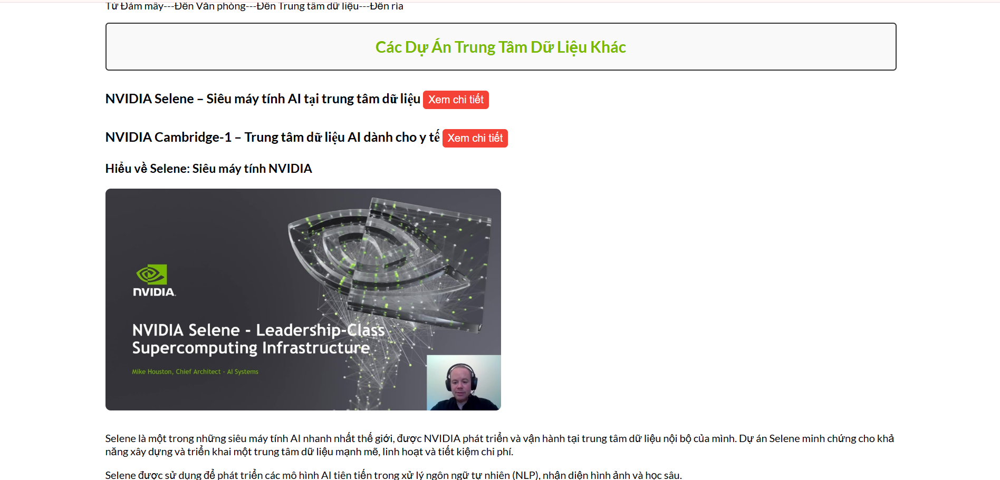 Từ Đám mây---Đến Văn phòng---Đến Trung tâm dữ liệu---Đến rìa
Các Dự Án Trung Tâm Dữ Liệu Khác
NVIDIA Selene – Siêu máy tính AI tại trung tâm dữ liệu Xem chi tiết
NVIDIA Cambridge-1 – Trung tâm dữ liệu AI dành cho y tế Xem chi tiết
Hiểu về Selene: Siêu máy tính NVIDIA
NVIDIA.
NVIDIA Selene - Leadership-Class
Supercomputing Infrastructure
Mike Houston, Chief Architect - AI Systems
Selene là một trong những siêu máy tính AI nhanh nhất thế giới, được NVIDIA phát triển và vận hành tại trung tâm dữ liệu nội bộ của mình. Dự án Selene minh chứng cho khả
năng xây dựng và triển khai một trung tâm dữ liệu mạnh mẽ, linh hoạt và tiết kiệm chi phí.
Selene được sử dụng để phát triển các mô hình AI tiên tiến trong xử lý ngôn ngữ tự nhiên (NLP), nhận diện hình ảnh và học sâu.